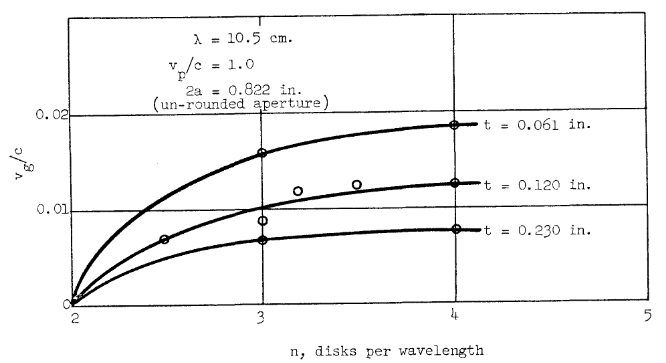 λ = 10.5 cm.
v_p/c = 1.0
2a = 0.822 in.
(un-rounded aperture)
0.02
t = 0.061 in.
v_g/c
t = 0.120 in.
0.01
t = 0.230 in.
0
2 3 4 5
n, disks per wavelength